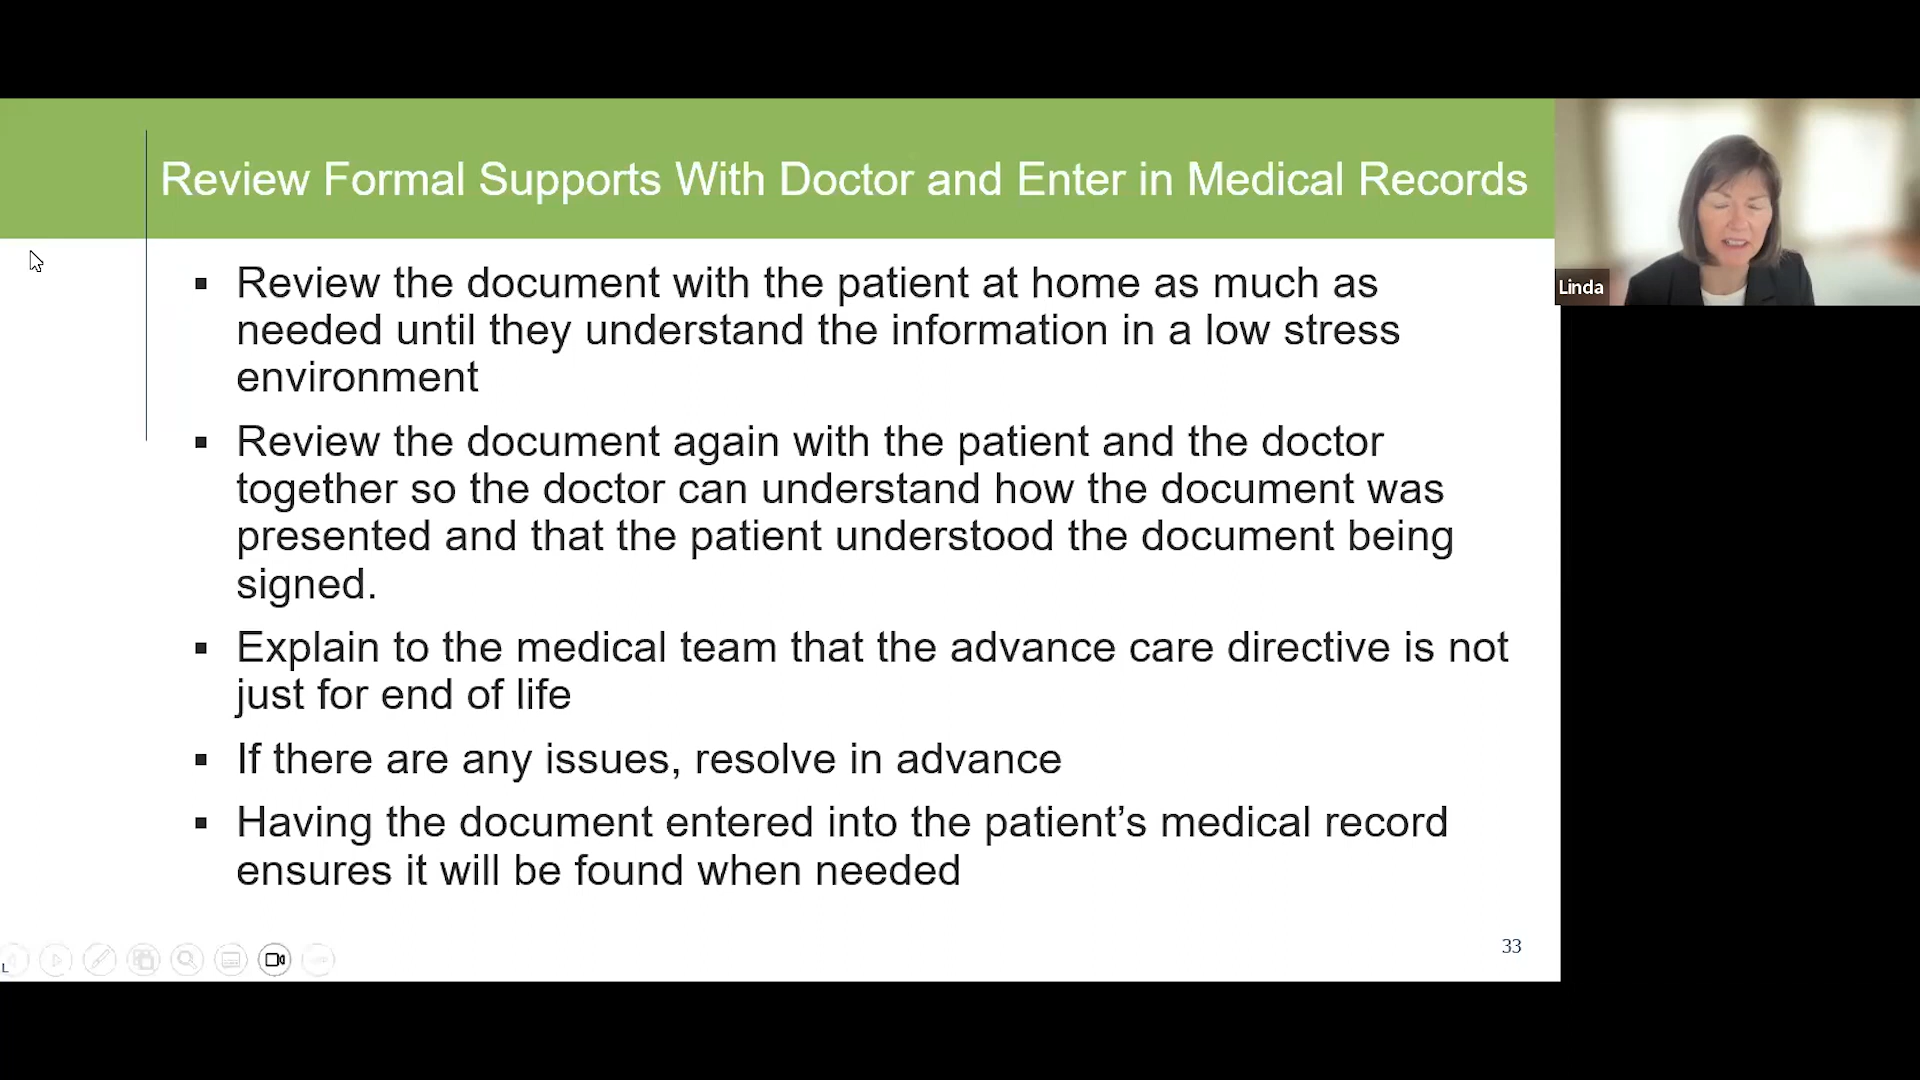 Review Formal Supports With Doctor and Enter in Medical Records
Linda
▪ Review the document with the patient at home as much as
needed until they understand the information in a low stress
environment
▪ Review the document again with the patient and the doctor
together so the doctor can understand how the document was
presented and that the patient understood the document being
signed.
▪ Explain to the medical team that the advance care directive is not
just for end of life
▪ If there are any issues, resolve in advance
▪ Having the document entered into the patient’s medical record
ensures it will be found when needed
33
L